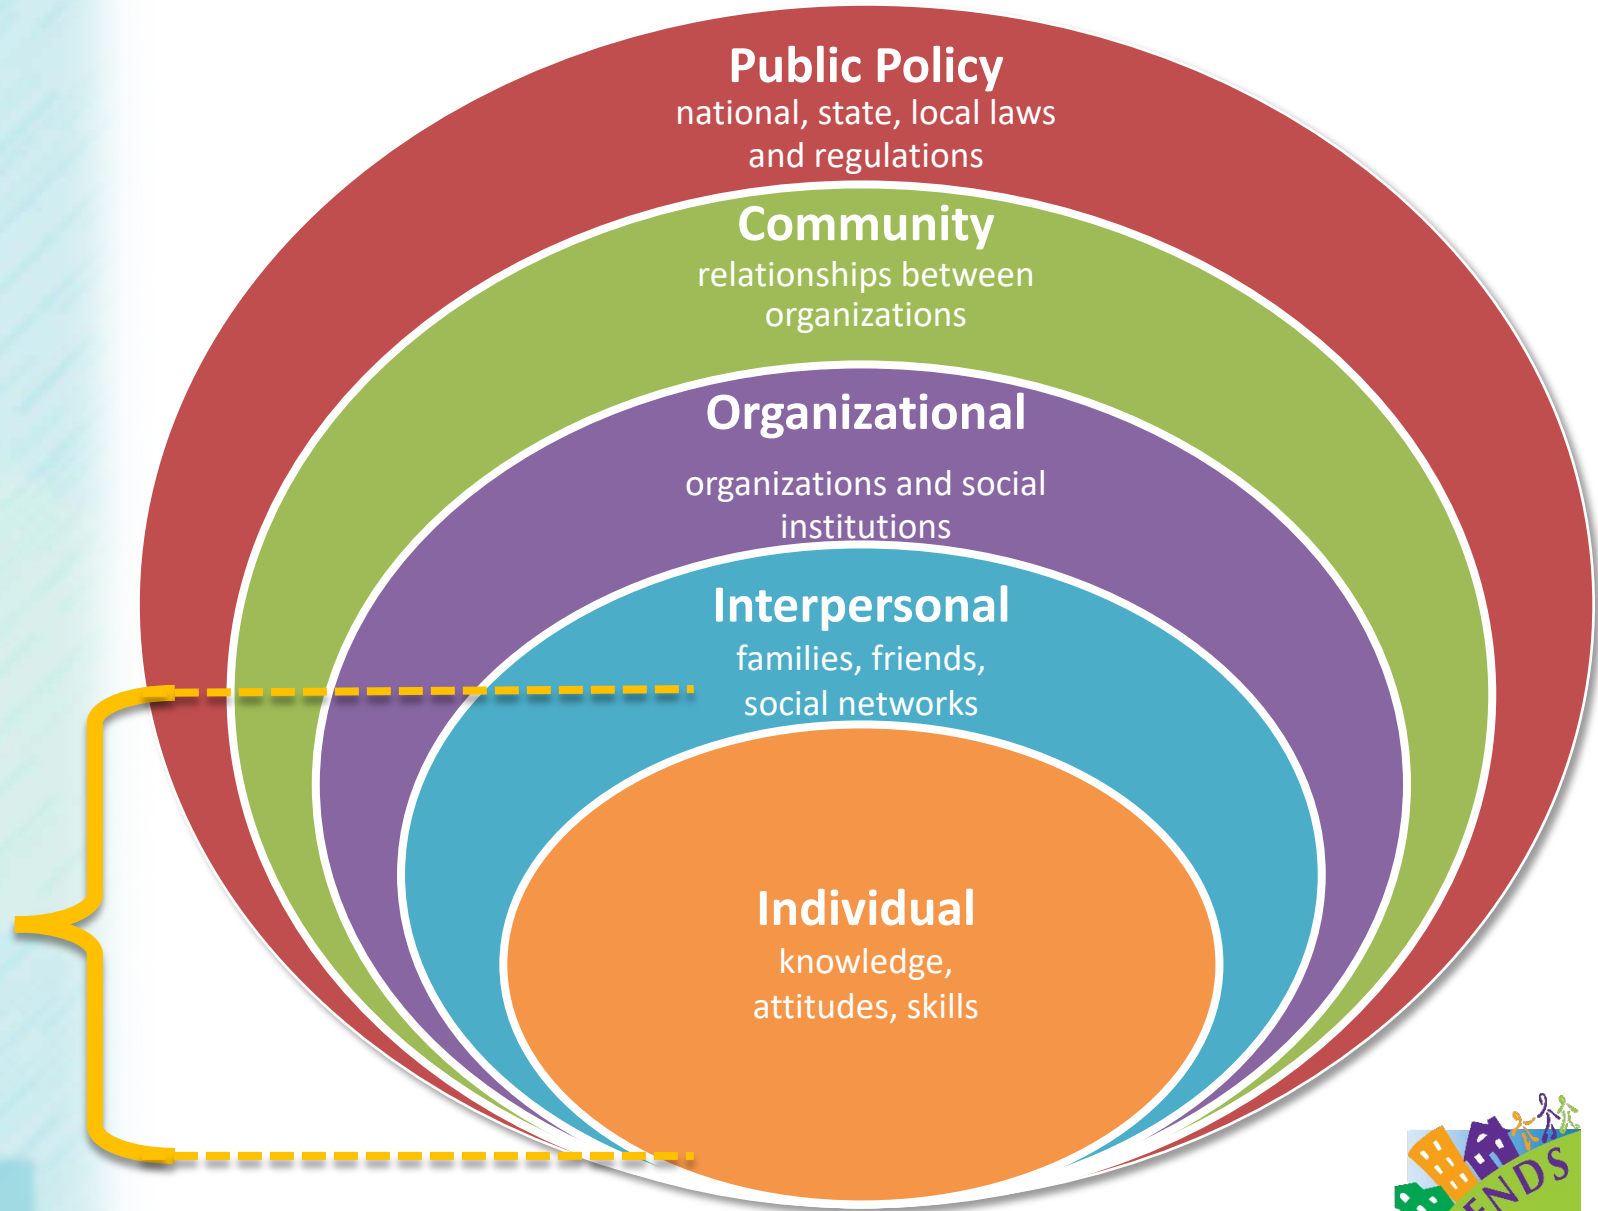 Public Policy
national, state, local laws
and regulations
Community
relationships between
organizations
Organizational
organizations and social
institutions
Interpersonal
families, friends,
social networks
Individual
knowledge,
attitudes, skills